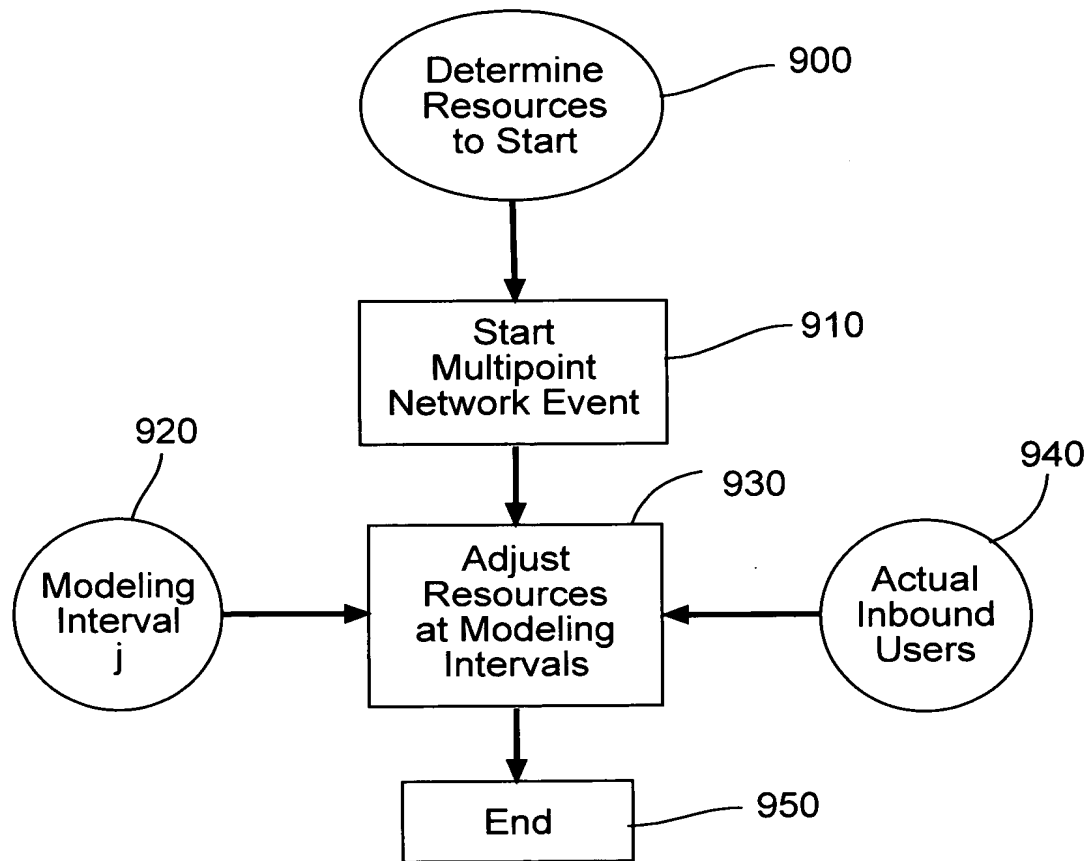 Determine
Resources
to Start
900
Start
Multipoint
Network Event
910
920
Modeling
Interval
j
930
Adjust
Resources
at Modeling
Intervals
940
Actual
Inbound
Users
End
950